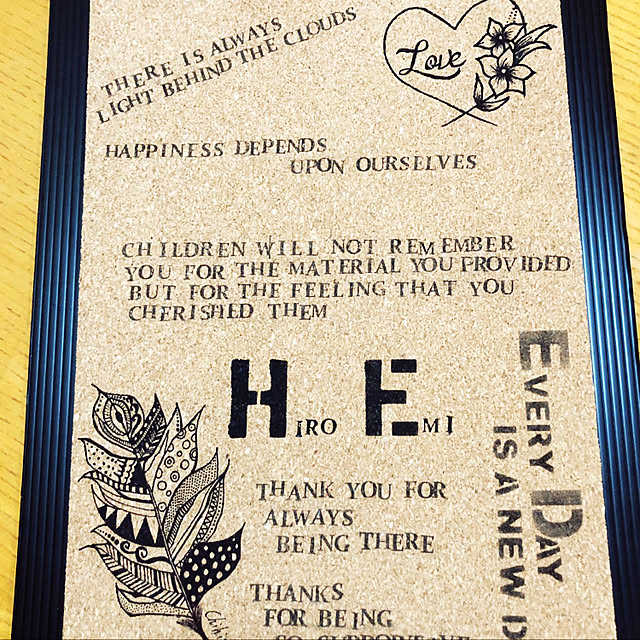 THERE IS ALWAYS
LIGHT BEHIND THE CLOUDS
Love
HAPPINESS DEPENDS
UPON OURSELVES
CHILDREN WILL NOT REMEMBER
YOU FOR THE MATERIAL YOU PROVIDED
BUT FOR THE FEELING THAT YOU
CHERISHED THEM
HIRO EMI
EVERY DAY
IS A NEW D
THANK YOU FOR
ALWAYS
BEING THERE
THANKS
FOR BEING
SO